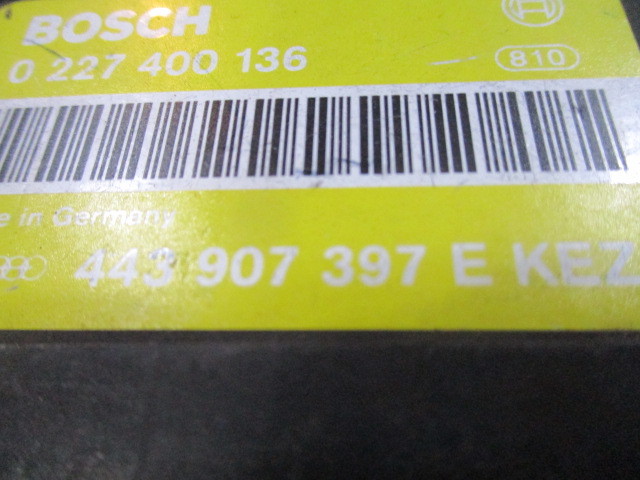 BOSCH
0 227 400 136 810
in Germany
443 907 397 E KEZ